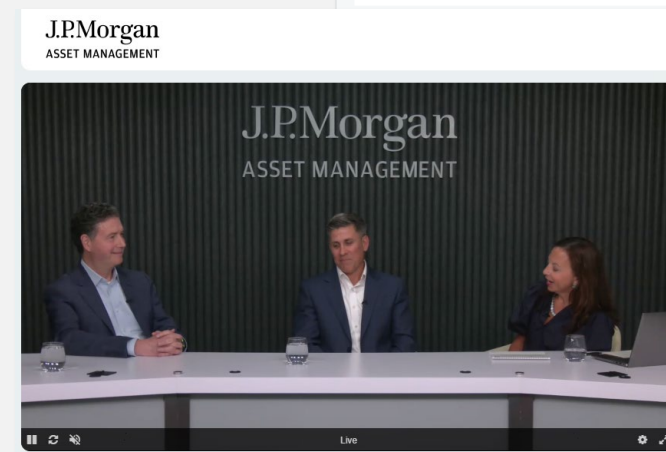 J.P.Morgan
ASSET MANAGEMENT
J.P.Morgan
ASSET MANAGEMENT
Live